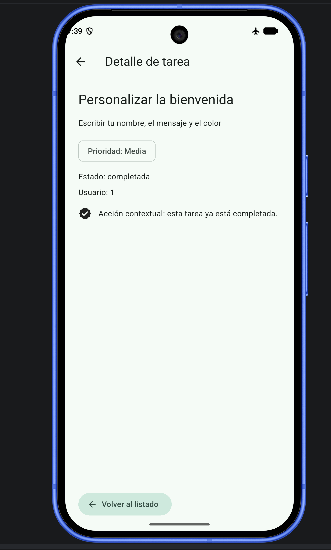 :39
Detalle de tarea
Personalizar la bienvenida
Escribir tu nombre, el mensaje y el color
Prioridad: Media
Estado: completada
Usuario: 1
Acción contextual: esta tarea ya está completada.
Volver al listado